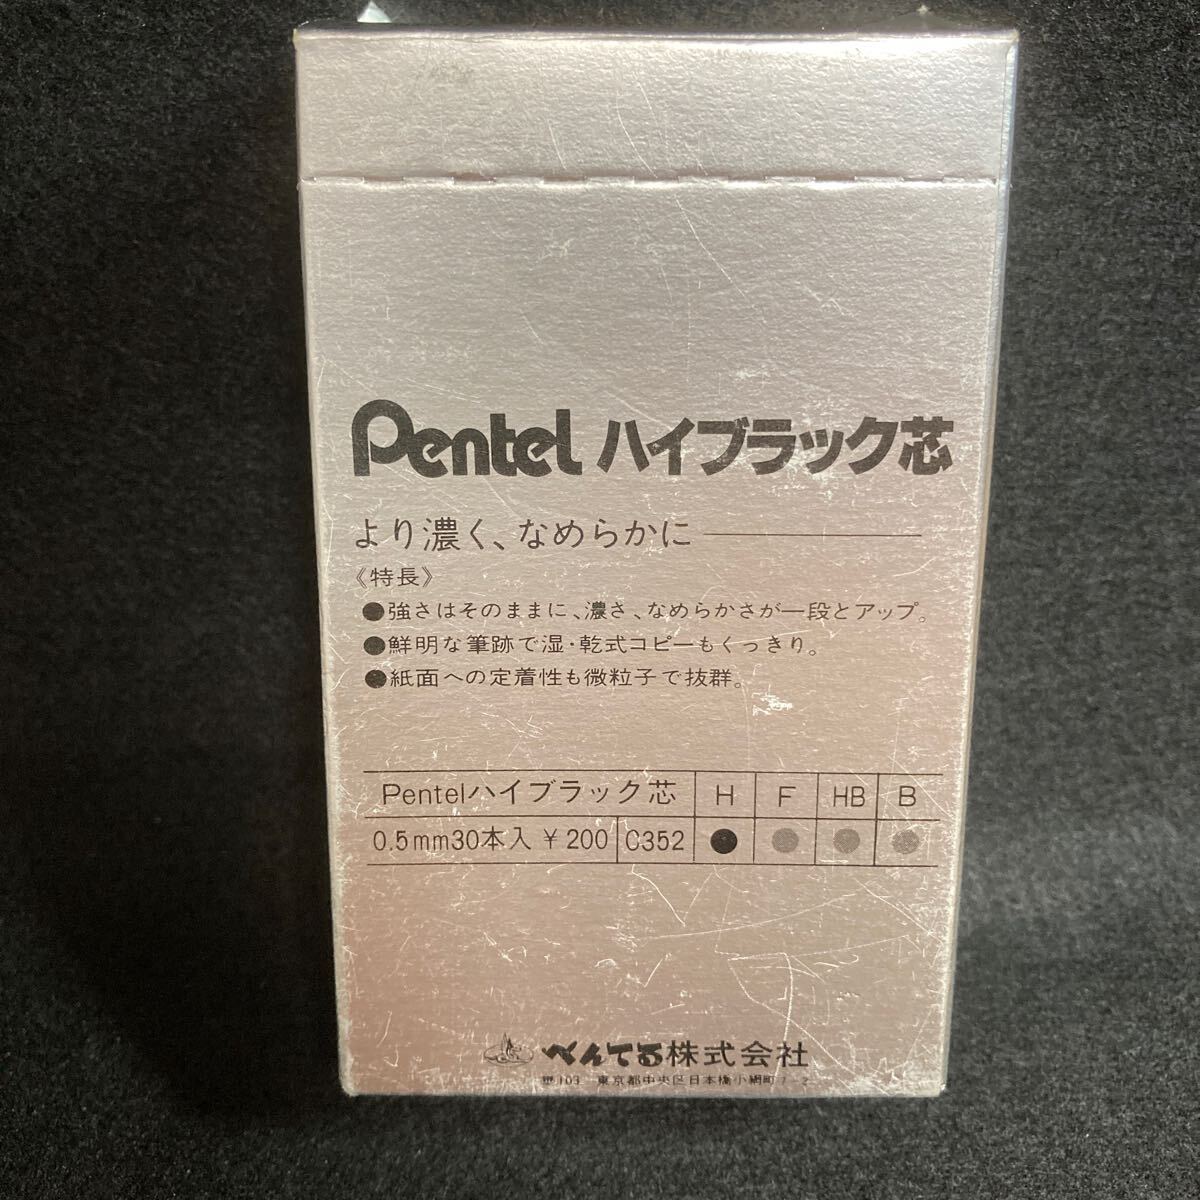 Pentel ハイブラック芯
より濃く、なめらかに
《特長》
●強さはそのままに、濃さ、なめらかさが一段とアップ。
●鮮明な筆跡で湿・乾式コピーもくっきり。
●紙面への定着性も微粒子で抜群。
Pentelハイブラック芯 H F HB B
0.5mm30本入 ￥200 C352 ● ● ● ●
ぺんてる株式会社
〒103 東京都中央区日本橋小網町7-2